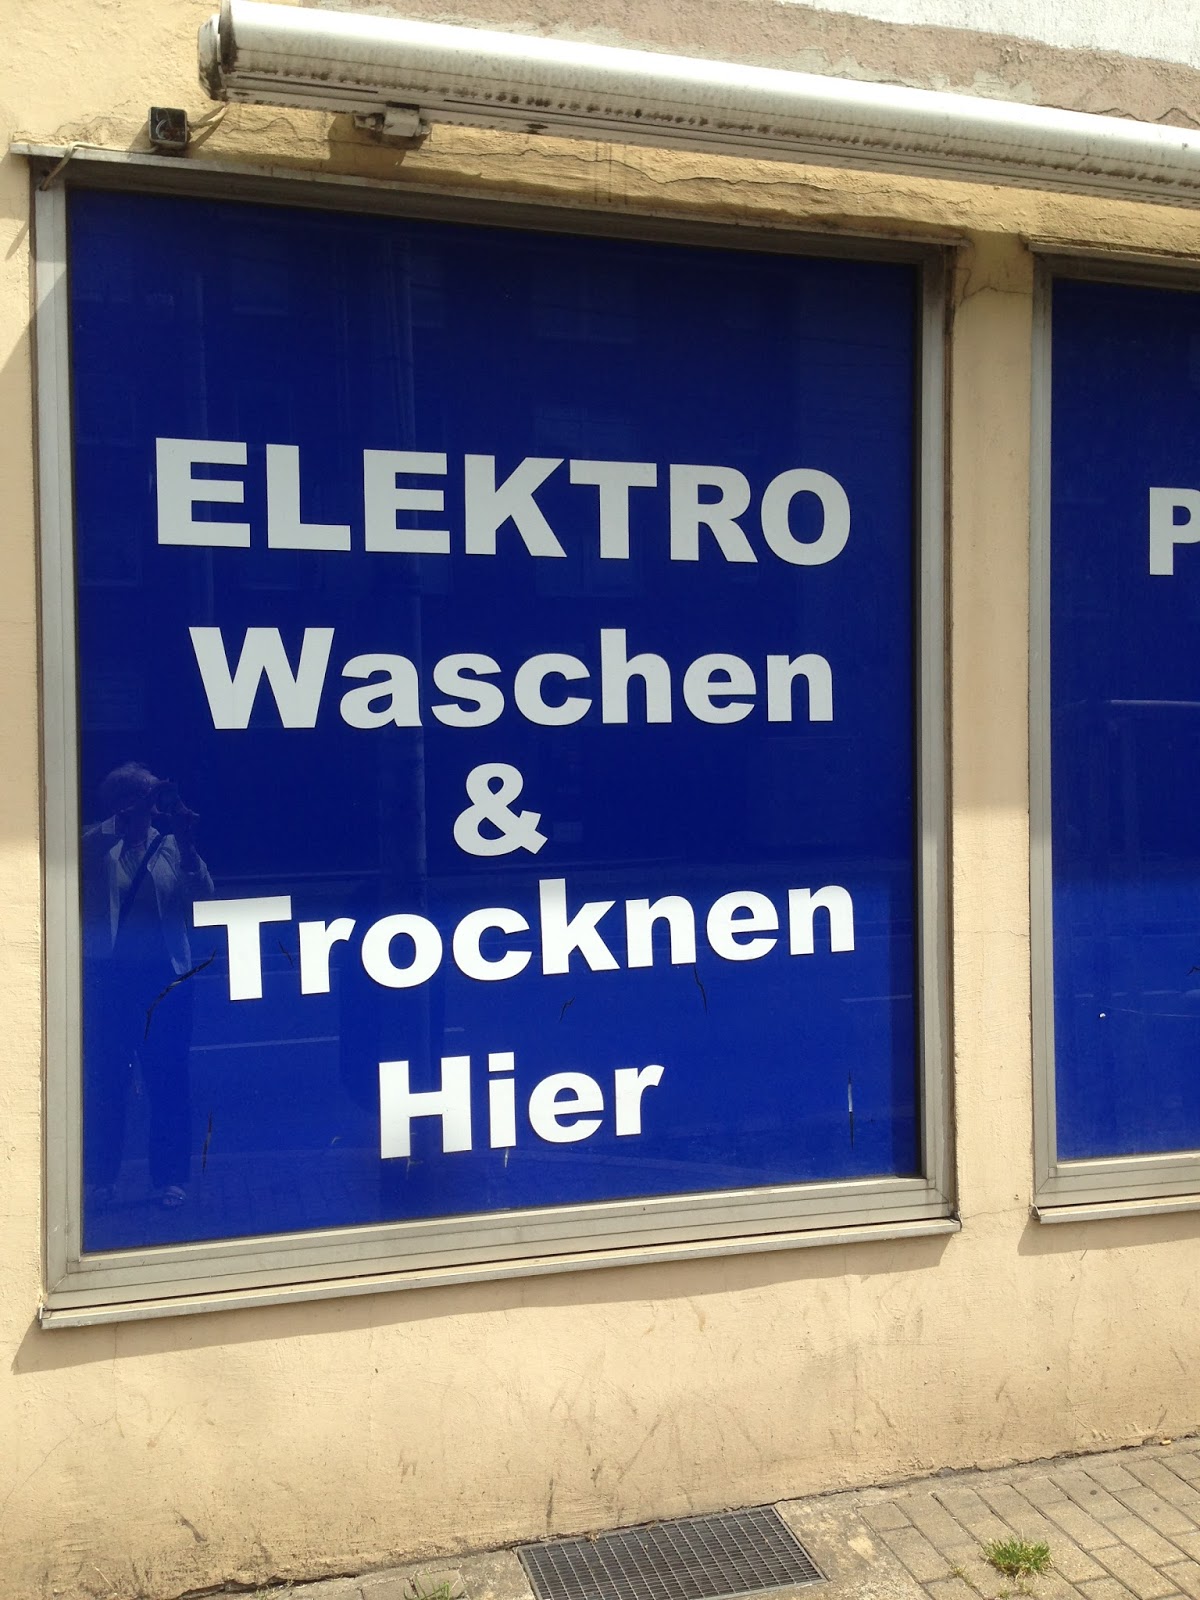 ELEKTRO
Waschen
&
Trocknen
Hier
P